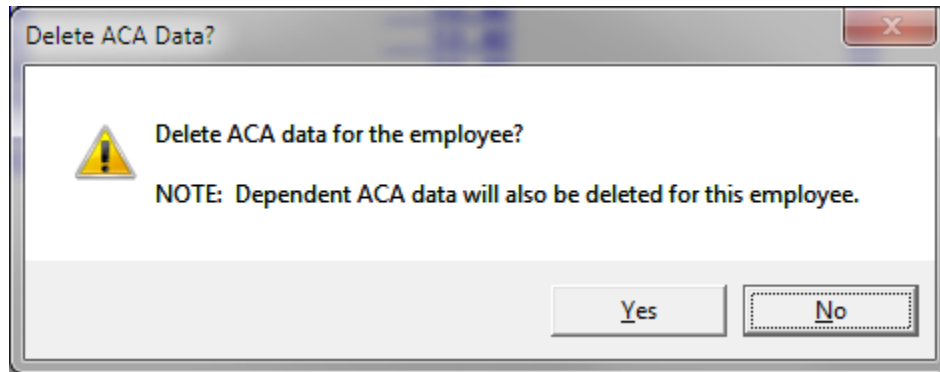 Delete ACA Data?
Delete ACA data for the employee?
NOTE:  Dependent ACA data will also be deleted for this employee.
Yes
No